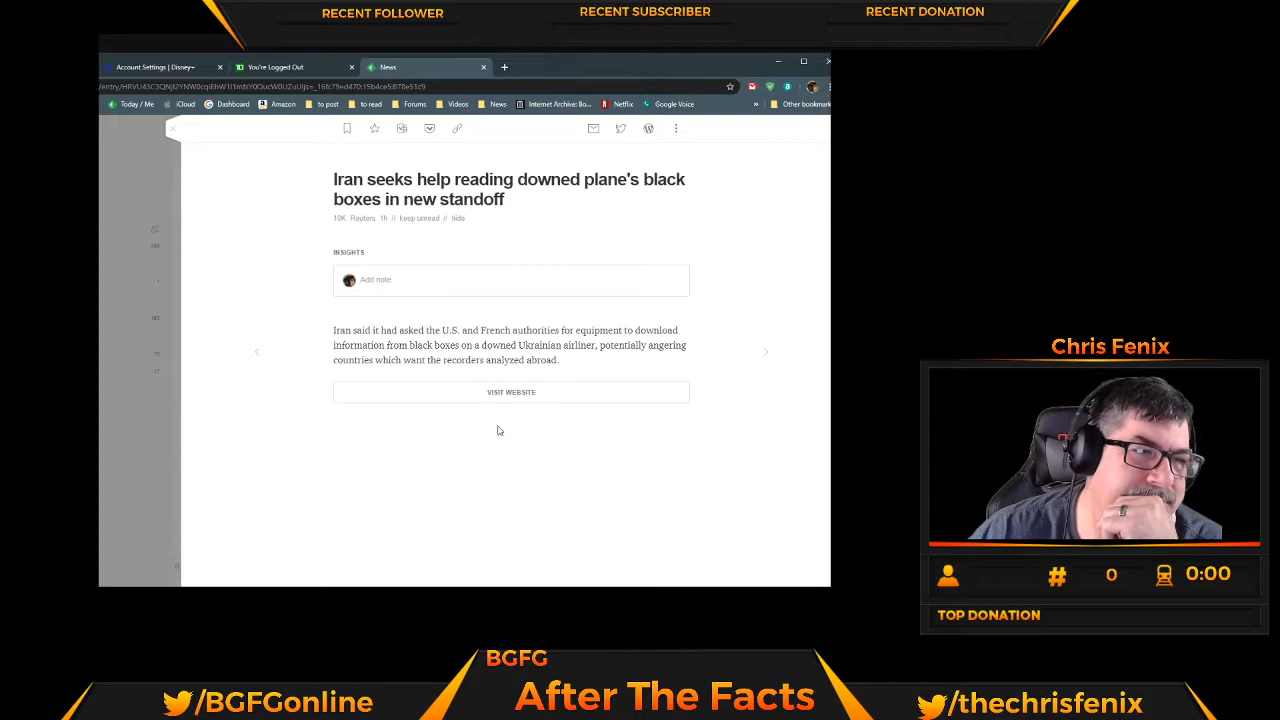 RECENT FOLLOWER
RECENT SUBSCRIBER
RECENT DONATION
Account Settings | Disney+
You're Logged Out
News
Today / Me
iCloud
Dashboard
Amazon
to post
to read
Forums
Videos
News
Internet Archive: Bo...
Netflix
Google Voice
»
Other bookmark
Iran seeks help reading downed plane's black
boxes in new standoff
10K Reuters 1h // keep unread // hide
INSIGHTS
Add note
Iran said it had asked the U.S. and French authorities for equipment to download
information from black boxes on a downed Ukrainian airliner, potentially angering
countries which want the recorders analyzed abroad.
VISIT WEBSITE
Chris Fenix
# 0 0:00
TOP DONATION
BGFG
After The Facts
/BGFGonline
/thechrisfenix